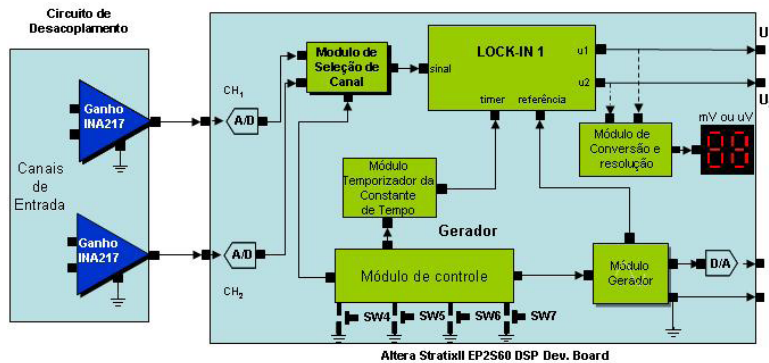 Circuito de
Desacoplamento
Canais
de
Entrada
Ganho
INA217
Ganho
INA217
CH1
A/D
A/D
CH2
Modulo de
Seleção de
Canal
LOCK-IN 1
sinal
u1
u2
timer
referência
U
U
mV ou uV
Módulo de
Conversão e
resolução
88
Módulo
Temporizador da
Constante
de Tempo
Gerador
Módulo de controle
Módulo
Gerador
D/A
SW4
SW5
SW6
SW7
Altera StratixII EP2S60 DSP Dev. Board